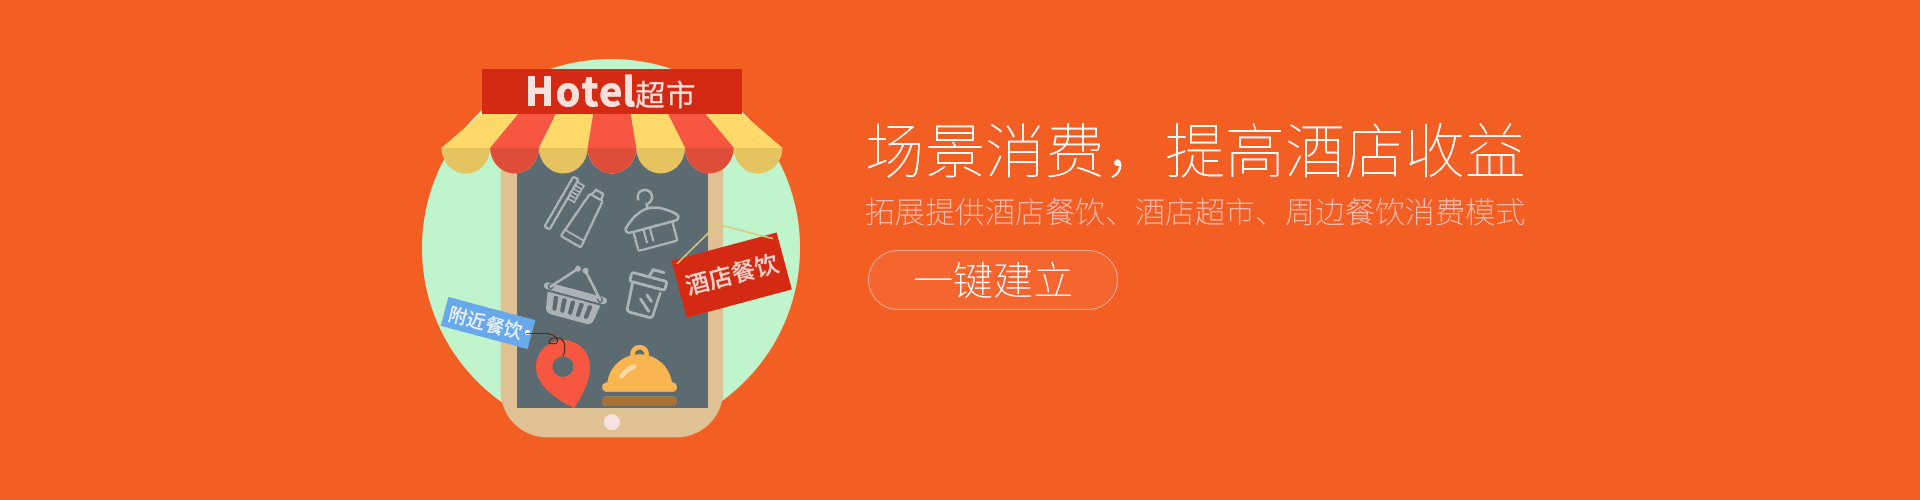 Hotel超市
酒店餐饮
附近餐饮
场景消费，提高酒店收益
拓展提供酒店餐饮、酒店超市、周边餐饮消费模式
一键建立